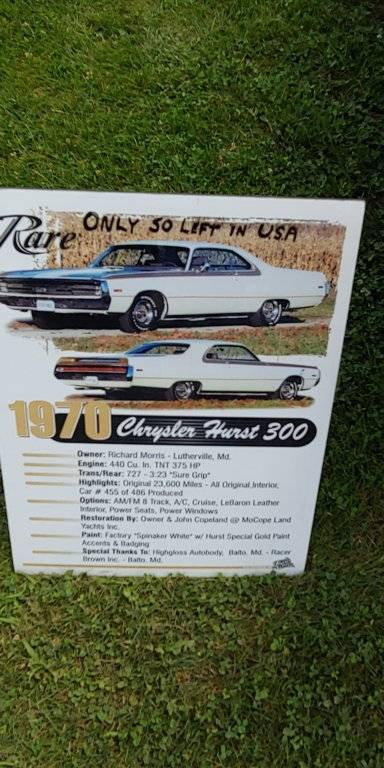 Rare ONLY 50 LEFT IN USA
1970 Chrysler Hurst 300
Owner: Richard Morris - Lutherville, Md.
Engine: 440 Cu. In. TNT 375 HP
Trans/Rear: 727 - 3:23 "Sure Grip"
Highlights: Original 23,600 Miles - All Original Interior,
Car # 455 of 486 Produced
Options: AM/FM 8 Track, A/C, Cruise, LeBaron Leather
Interior, Power Seats, Power Windows
Restoration By: Owner & John Copeland @ MoCope Land
Yachts Inc.
Paint: Factory "Spinaker White" w/ Hurst Special Gold Paint
Accents & Badging
Special Thanks To: Highgloss Autobody, Balto. Md. - Racer
Brown Inc. - Balto. Md.